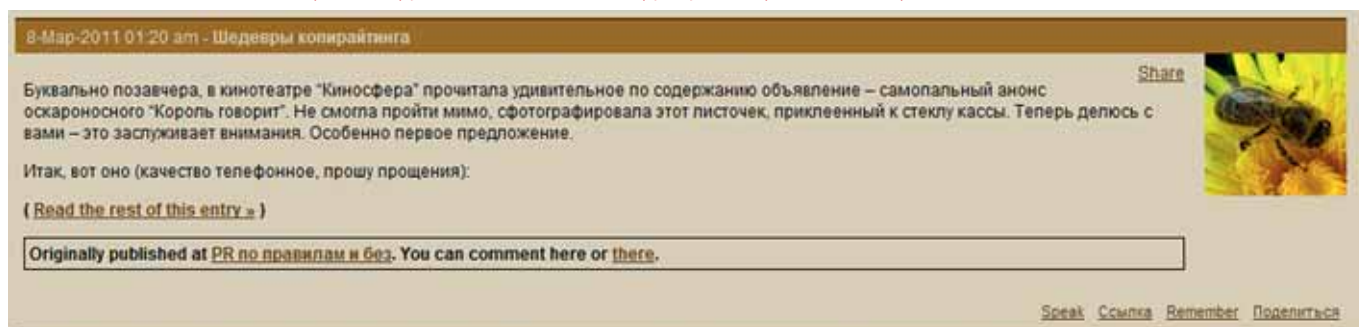 8-Мар-2011 01:20 am - Шедевры копирайтинга
Share
Буквально позавчера, в кинотеатре "Киносфера" прочитала удивительное по содержанию объявление – самопальный анонс
оскароносного "Король говорит". Не смогла пройти мимо, сфотографировала этот листочек, приклеенный к стеклу кассы. Теперь делюсь с
вами – это заслуживает внимания. Особенно первое предложение.
Итак, вот оно (качество телефонное, прошу прощения):
( Read the rest of this entry » )
Originally published at PR по правилам и без. You can comment here or there.
Speak Ссылка Remember Поделиться